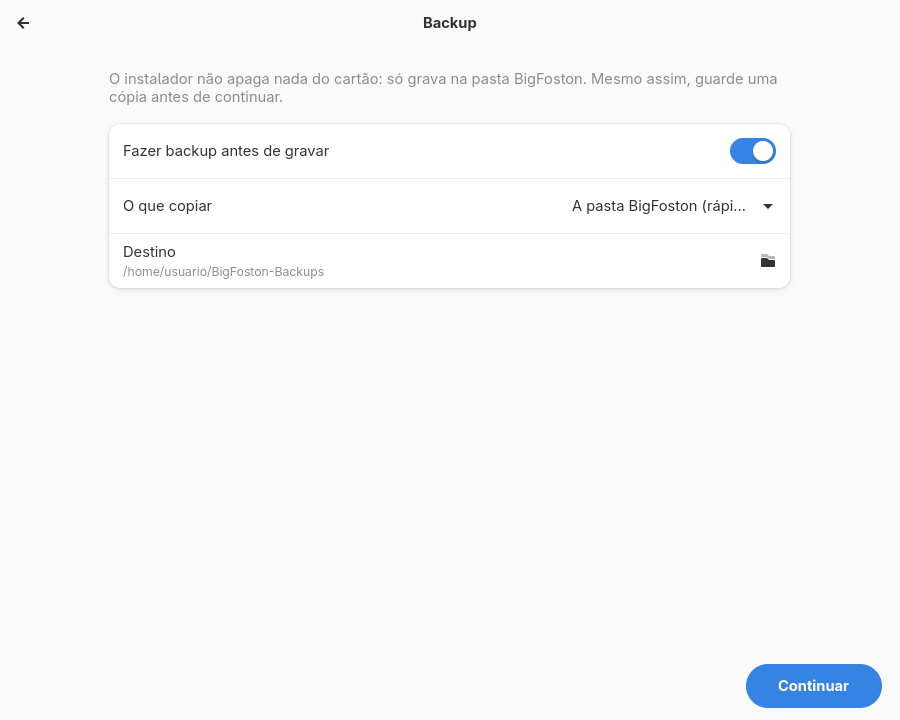 Backup
O instalador não apaga nada do cartão: só grava na pasta BigFoston. Mesmo assim, guarde uma
cópia antes de continuar.
Fazer backup antes de gravar
O que copiar
A pasta BigFoston (rápi...
Destino
/home/usuario/BigFoston-Backups
Continuar